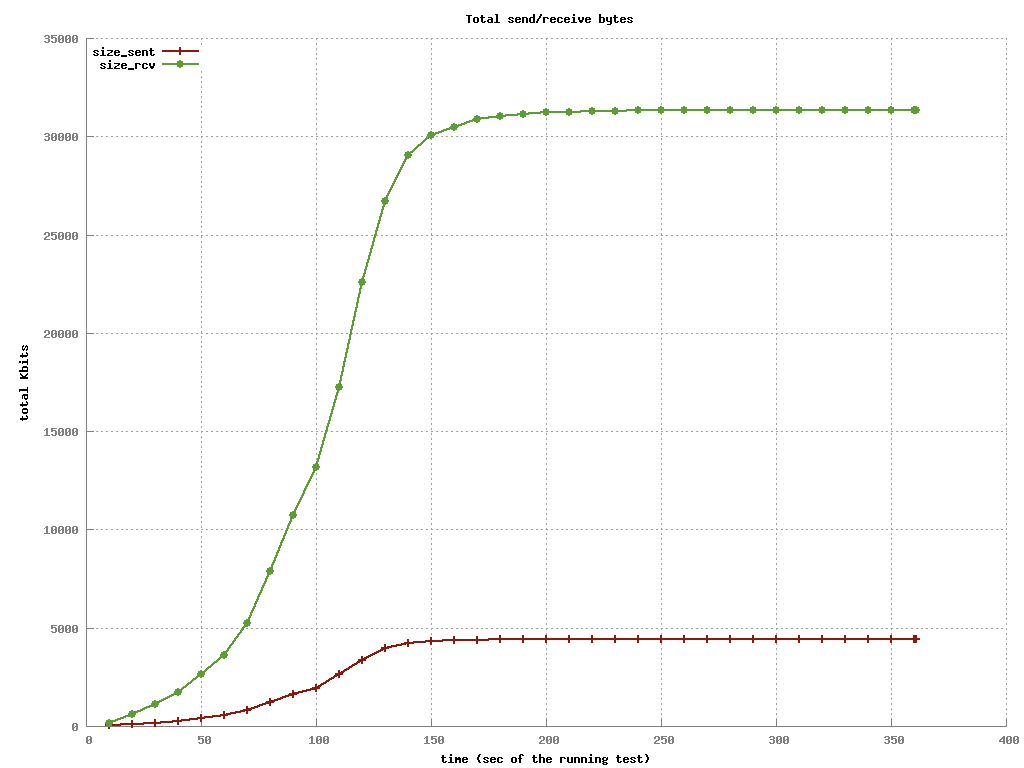 Total send/receive bytes
size_sent
size_rcv
35000
30000
25000
20000
15000
10000
5000
0
total Kbits
0 50 100 150 200 250 300 350 400
time (sec of the running test)